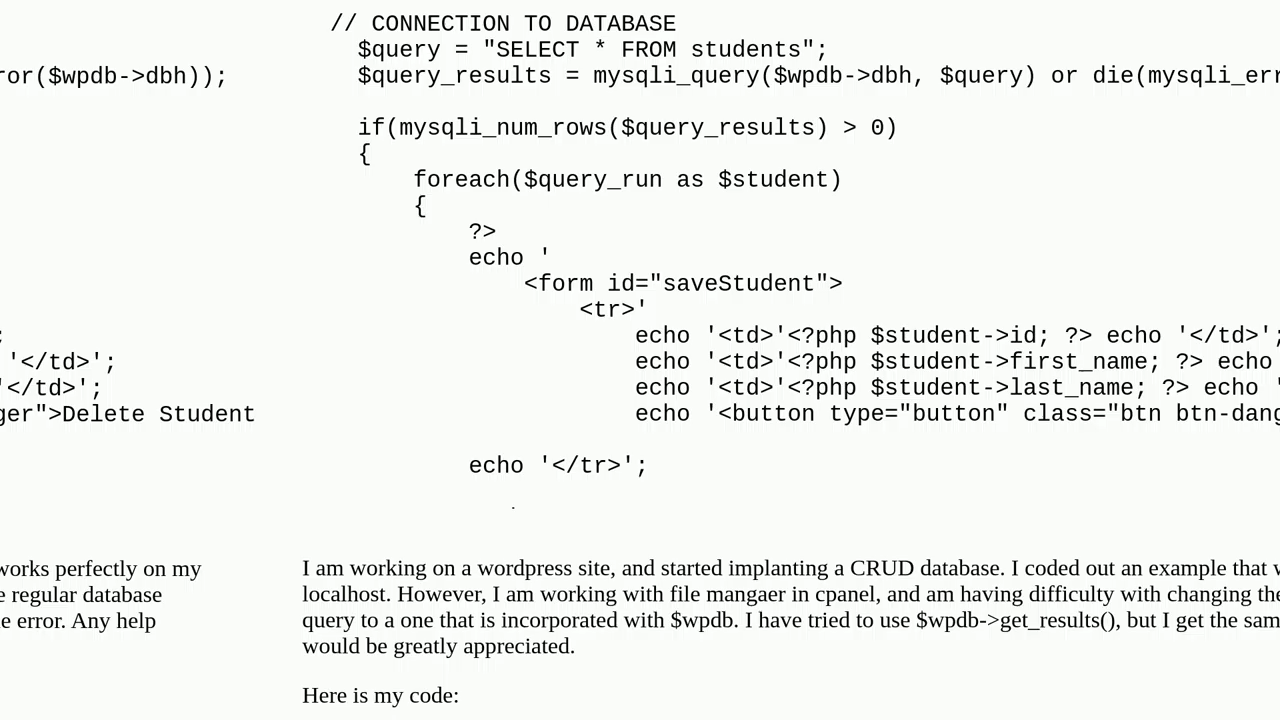 ror($wpdb->dbh));
;
'</td>';
'</td>';
ger">Delete Student
// CONNECTION TO DATABASE
$query = "SELECT * FROM students";
$query_results = mysqli_query($wpdb->dbh, $query) or die(mysqli_err
if(mysqli_num_rows($query_results) > 0)
{
foreach($query_run as $student)
{
?>
echo '
<form id="saveStudent">
<tr>'
echo '<td>'<?php $student->id; ?> echo '</td>';
echo '<td>'<?php $student->first_name; ?> echo
echo '<td>'<?php $student->last_name; ?> echo '
echo '<button type="button" class="btn btn-dang
echo '</tr>';
.
works perfectly on my
e regular database
e error. Any help
I am working on a wordpress site, and started implanting a CRUD database. I coded out an example that w
localhost. However, I am working with file mangaer in cpanel, and am having difficulty with changing the
query to a one that is incorporated with $wpdb. I have tried to use $wpdb->get_results(), but I get the sam
would be greatly appreciated.
Here is my code: